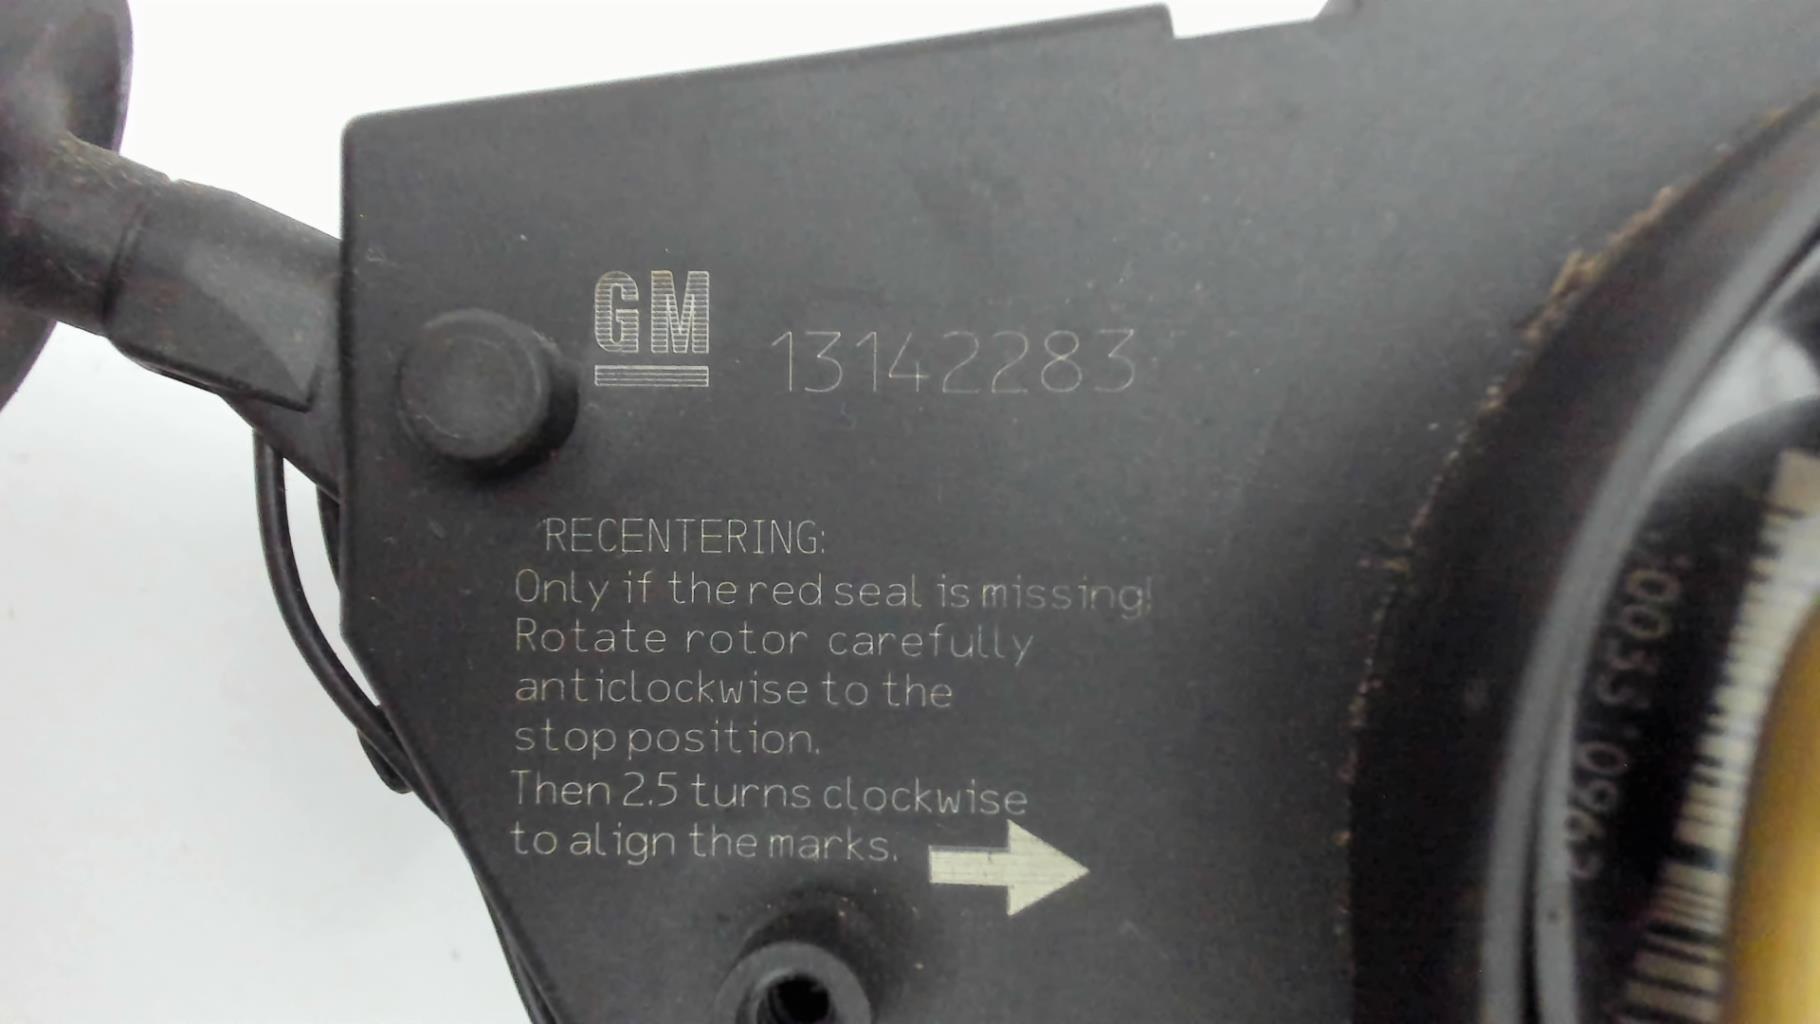 GM
13142283
RECENTERING:
Only if the red seal is missing!
Rotate rotor carefully
anticlockwise to the
stop position.
Then 2.5 turns clockwise
to align the marks.